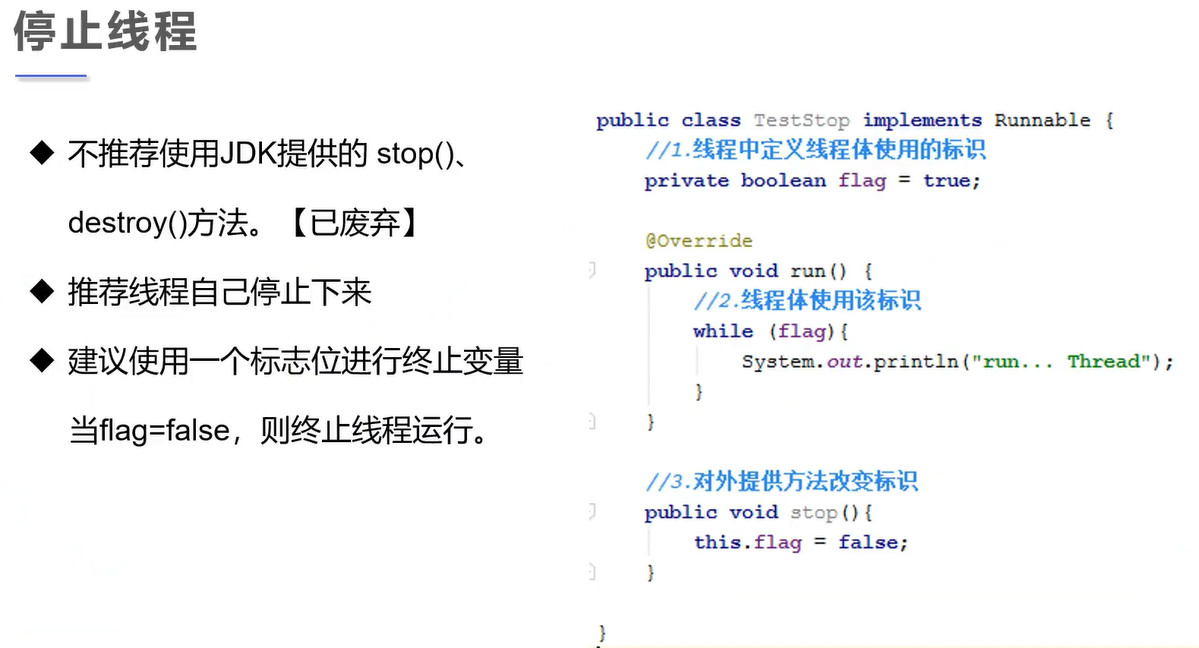 停止线程
◆ 不推荐使用JDK提供的 stop()、
destroy()方法。【已废弃】
◆ 推荐线程自己停止下来
◆ 建议使用一个标志位进行终止变量
当flag=false，则终止线程运行。
public class TestStop implements Runnable {
//1.线程中定义线程体使用的标识
private boolean flag = true;
@Override
public void run() {
//2.线程体使用该标识
while (flag){
System.out.println("run... Thread");
}
}
//3.对外提供方法改变标识
public void stop(){
this.flag = false;
}
}